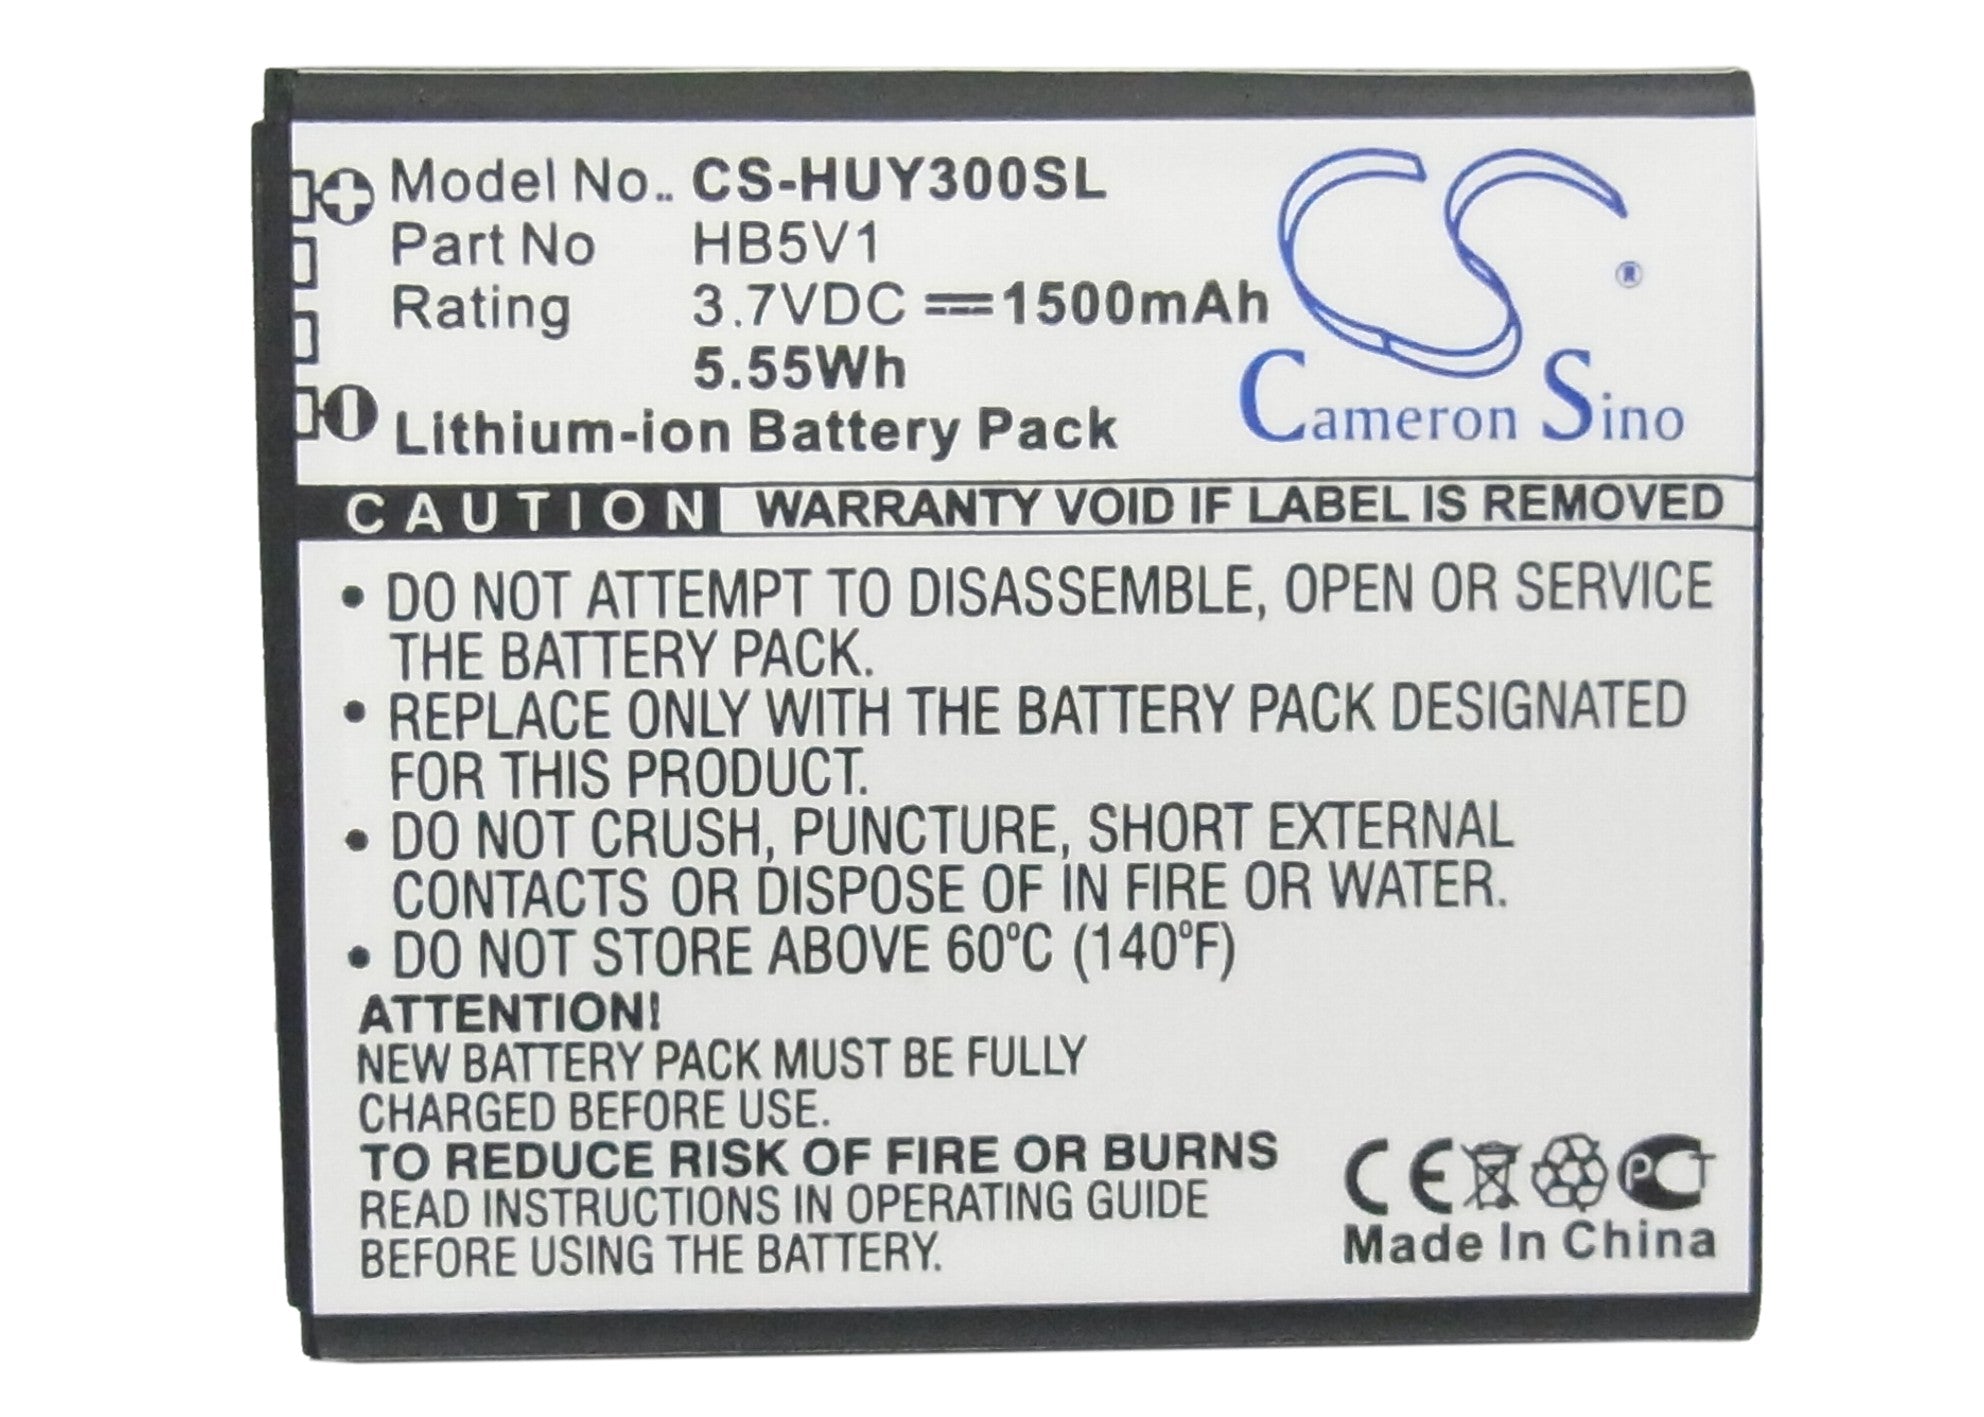 Model No.. CS-HUY300SL
Part No HB5V1
Rating 3.7VDC ⎓ 1500mAh
5.55Wh
Lithium-ion Battery Pack
CS ®
Cameron Sino
CAUTION WARRANTY VOID IF LABEL IS REMOVED
• DO NOT ATTEMPT TO DISASSEMBLE, OPEN OR SERVICE
THE BATTERY PACK.
• REPLACE ONLY WITH THE BATTERY PACK DESIGNATED
FOR THIS PRODUCT.
• DO NOT CRUSH, PUNCTURE, SHORT EXTERNAL
CONTACTS OR DISPOSE OF IN FIRE OR WATER.
• DO NOT STORE ABOVE 60°C (140°F)
ATTENTION!
NEW BATTERY PACK MUST BE FULLY
CHARGED BEFORE USE.
TO REDUCE RISK OF FIRE OR BURNS
READ INSTRUCTIONS IN OPERATING GUIDE
BEFORE USING THE BATTERY.
CE PCT
Made In China